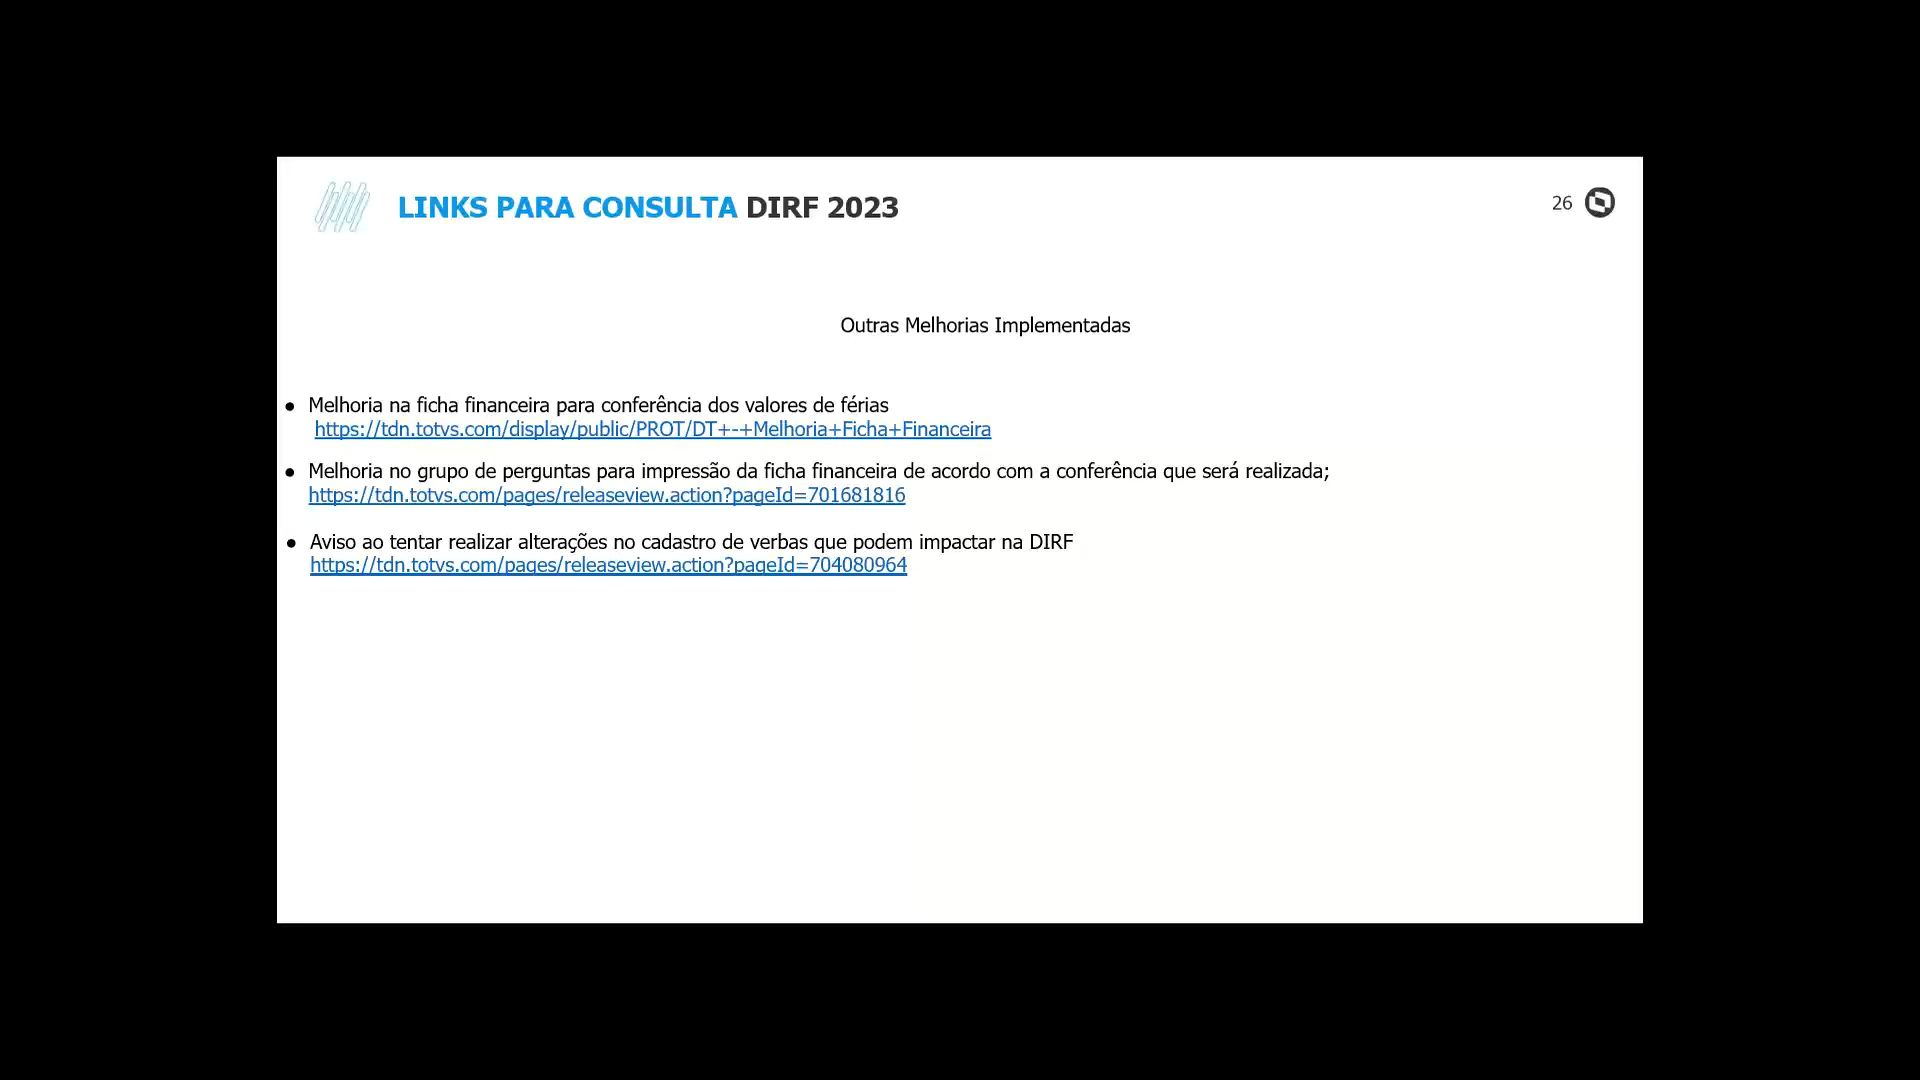 LINKS PARA CONSULTA DIRF 2023
26
Outras Melhorias Implementadas
● Melhoria na ficha financeira para conferência dos valores de férias
https://tdn.totvs.com/display/public/PROT/DT+-+Melhoria+Ficha+Financeira
● Melhoria no grupo de perguntas para impressão da ficha financeira de acordo com a conferência que será realizada;
https://tdn.totvs.com/pages/releaseview.action?pageId=701681816
● Aviso ao tentar realizar alterações no cadastro de verbas que podem impactar na DIRF
https://tdn.totvs.com/pages/releaseview.action?pageId=704080964